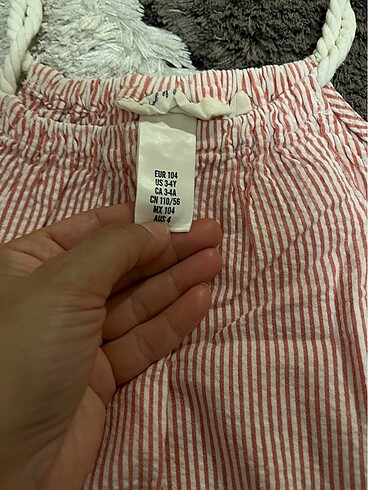 EUR 104
US 3-4Y
CA 3-4A
CN 110/56
MX 104
AUS 4